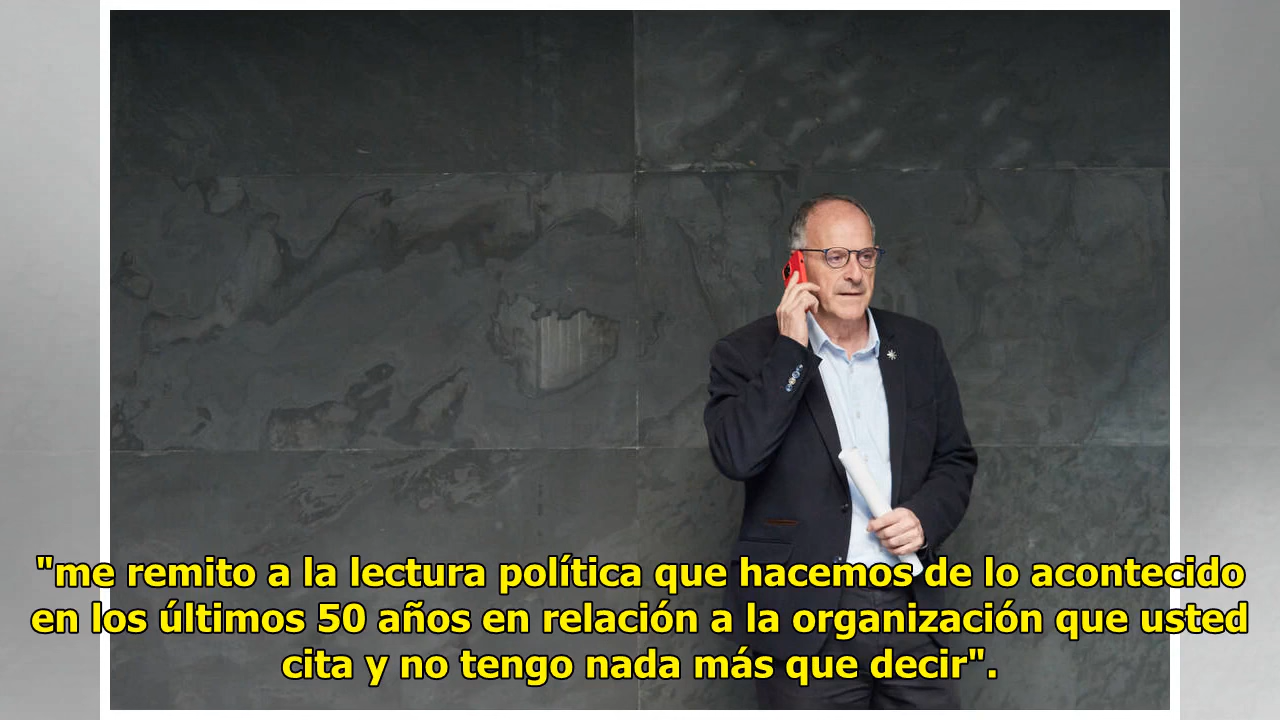 "me remito a la lectura política que hacemos de lo acontecido
en los últimos 50 años en relación a la organización que usted
cita y no tengo nada más que decir".